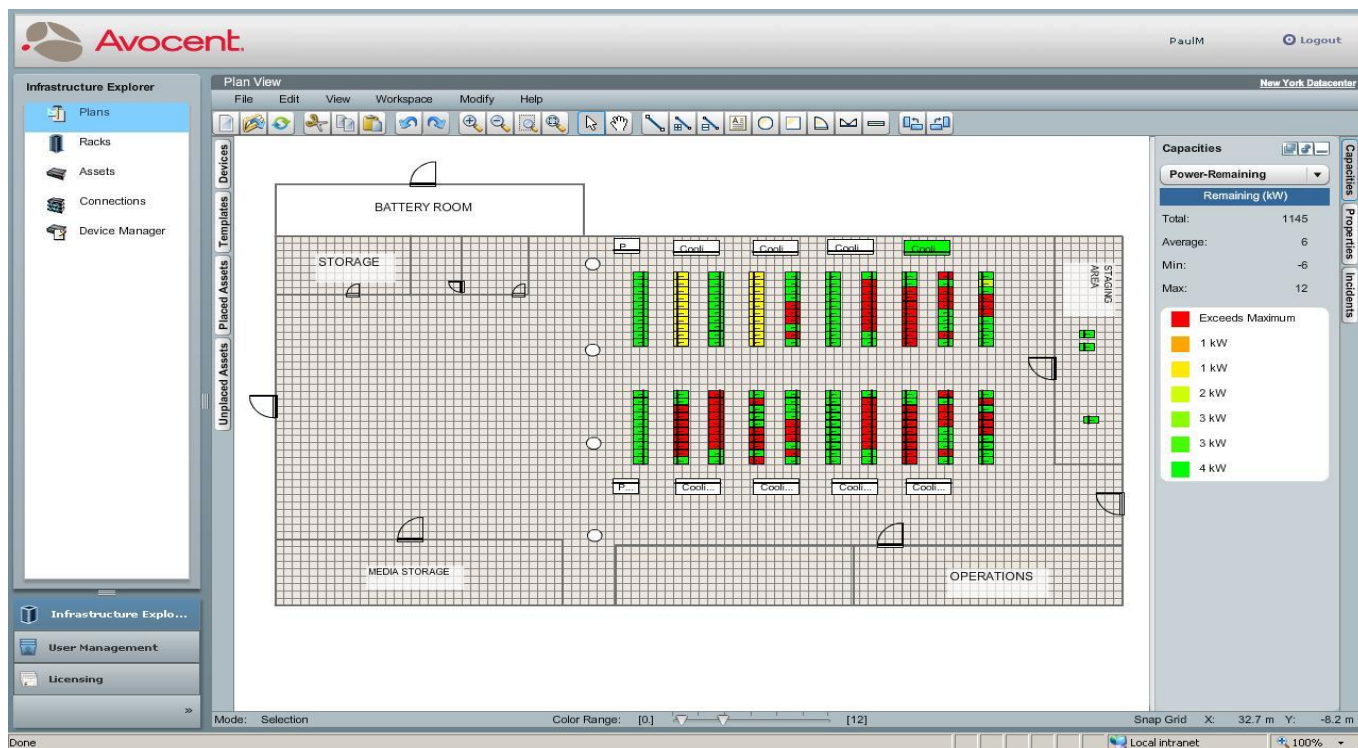 Avocent.
PaulM
Logout
Infrastructure Explorer
Plans
Racks
Assets
Connections
Device Manager
Infrastructure Explo...
User Management
Licensing
»
Plan View
New York Datacenter
File Edit View Workspace Modify Help
Devices
Templates
Placed Assets
Unplaced Assets
BATTERY ROOM
STORAGE
P
Cooli
Cooli
Cooli
Cooli
STAGING
AREA
P...
Cooli...
Cooli...
Cooli...
Cooli...
MEDIA STORAGE
OPERATIONS
Capacities
Power-Remaining
Remaining (kW)
Total: 1145
Average: 6
Min: -6
Max: 12
Exceeds Maximum
1 kW
1 kW
2 kW
3 kW
3 kW
4 kW
Capacities
Properties
Incidents
Mode: Selection
Color Range: [0.] [12]
Snap Grid X: 32.7 m Y: -8.2 m
Done
Local intranet
100%